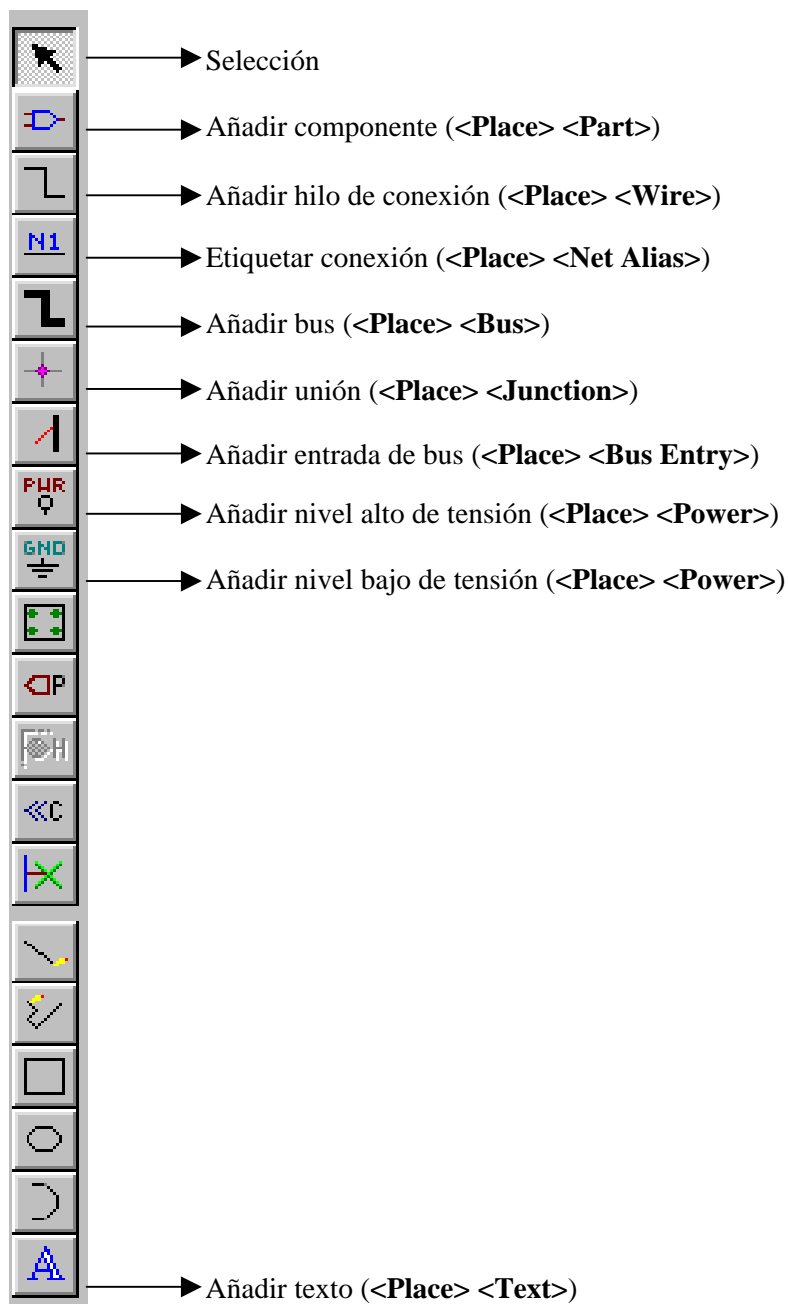 Selección
Añadir componente (<Place> <Part>)
Añadir hilo de conexión (<Place> <Wire>)
N1
Etiquetar conexión (<Place> <Net Alias>)
Añadir bus (<Place> <Bus>)
Añadir unión (<Place> <Junction>)
Añadir entrada de bus (<Place> <Bus Entry>)
PWR
Añadir nivel alto de tensión (<Place> <Power>)
GND
Añadir nivel bajo de tensión (<Place> <Power>)
P
H
C
A
Añadir texto (<Place> <Text>)